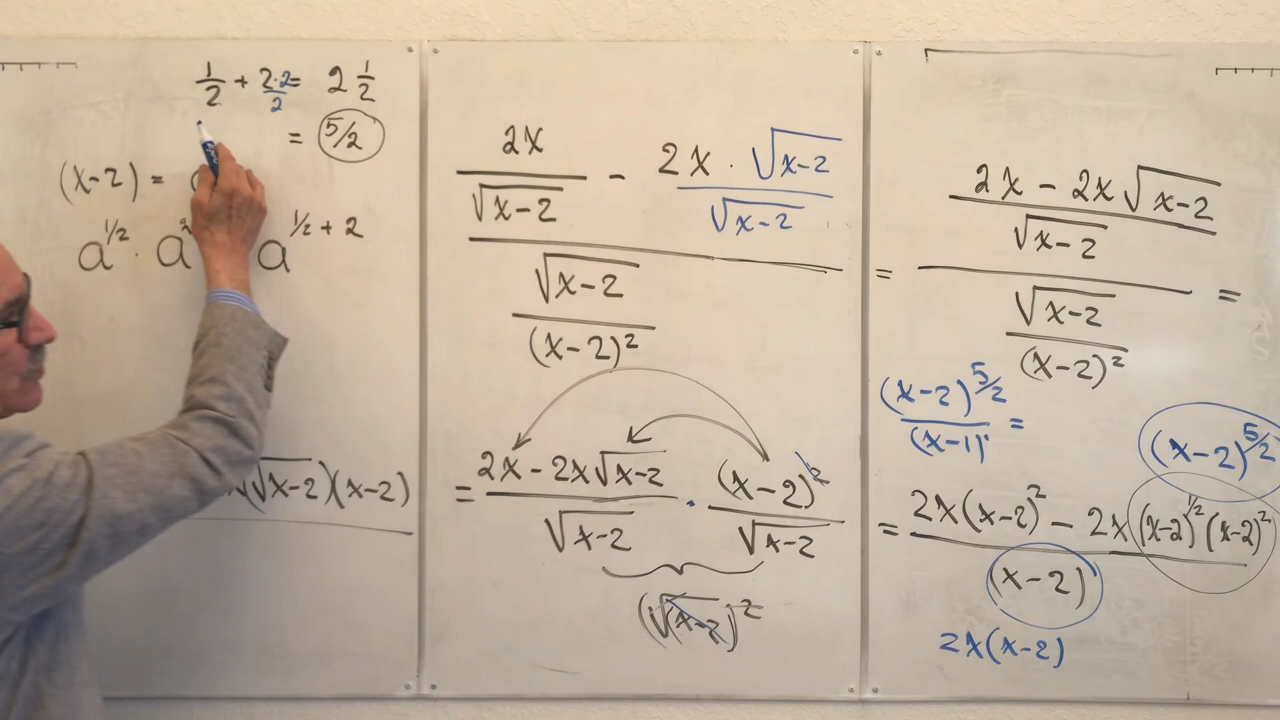 1/2 + 2·2/2 = 2 1/2
= 5/2
(x-2) =
a^1/2 · a a^1/2 + 2
√x-2)(x-2)
2x/√x-2 - 2x · √x-2/√x-2
√x-2/(x-2)²
= 2x - 2x√x-2/√x-2 · (x-2)²/√x-2
(√(x-2)²
= 2x - 2x√x-2/√x-2 =
√x-2/(x-2)²
(x-2)^5/2/(x-1)¹ =
(x-2)^5/2
= 2x(x-2)² - 2x(x-2)^1/2(x-2)²/(x-2)¹
2x(x-2)